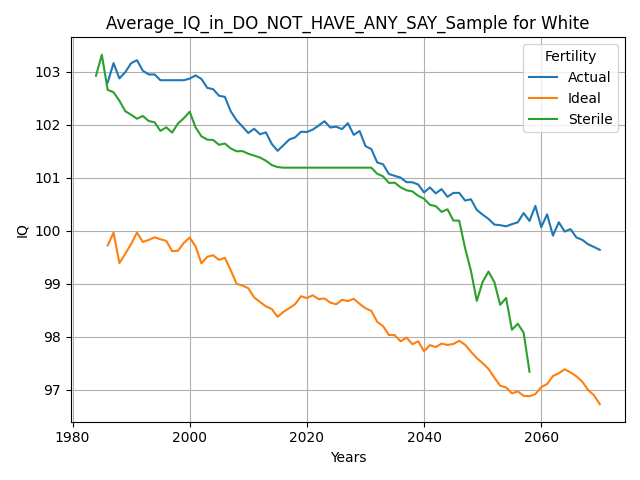 Average_IQ_in_DO_NOT_HAVE_ANY_SAY_Sample for White
Fertility
Actual
Ideal
Sterile
103
102
101
100
99
98
97
IQ
1980
2000
2020
2040
2060
Years